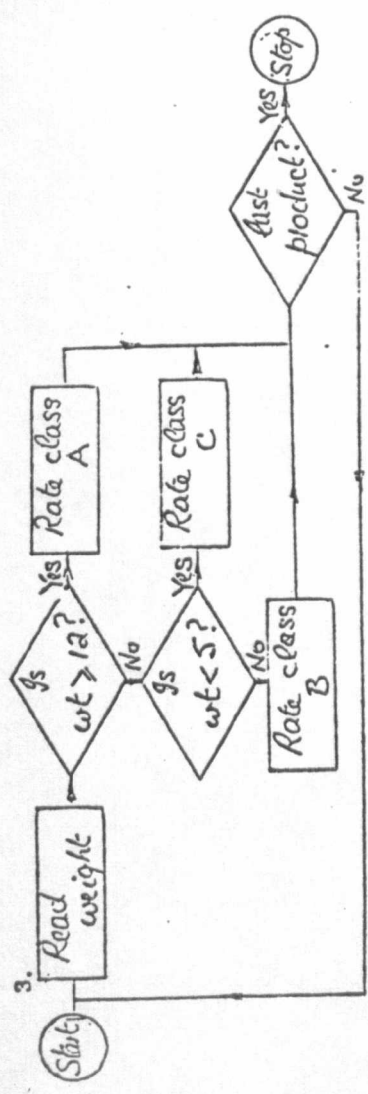 3.
Start
Read
weight
Is
wt ≥ 12?
Yes
Rate class
A
No
Is
wt < 5?
Yes
Rate class
C
No
Rate class
B
last
product?
Yes
Stop
No